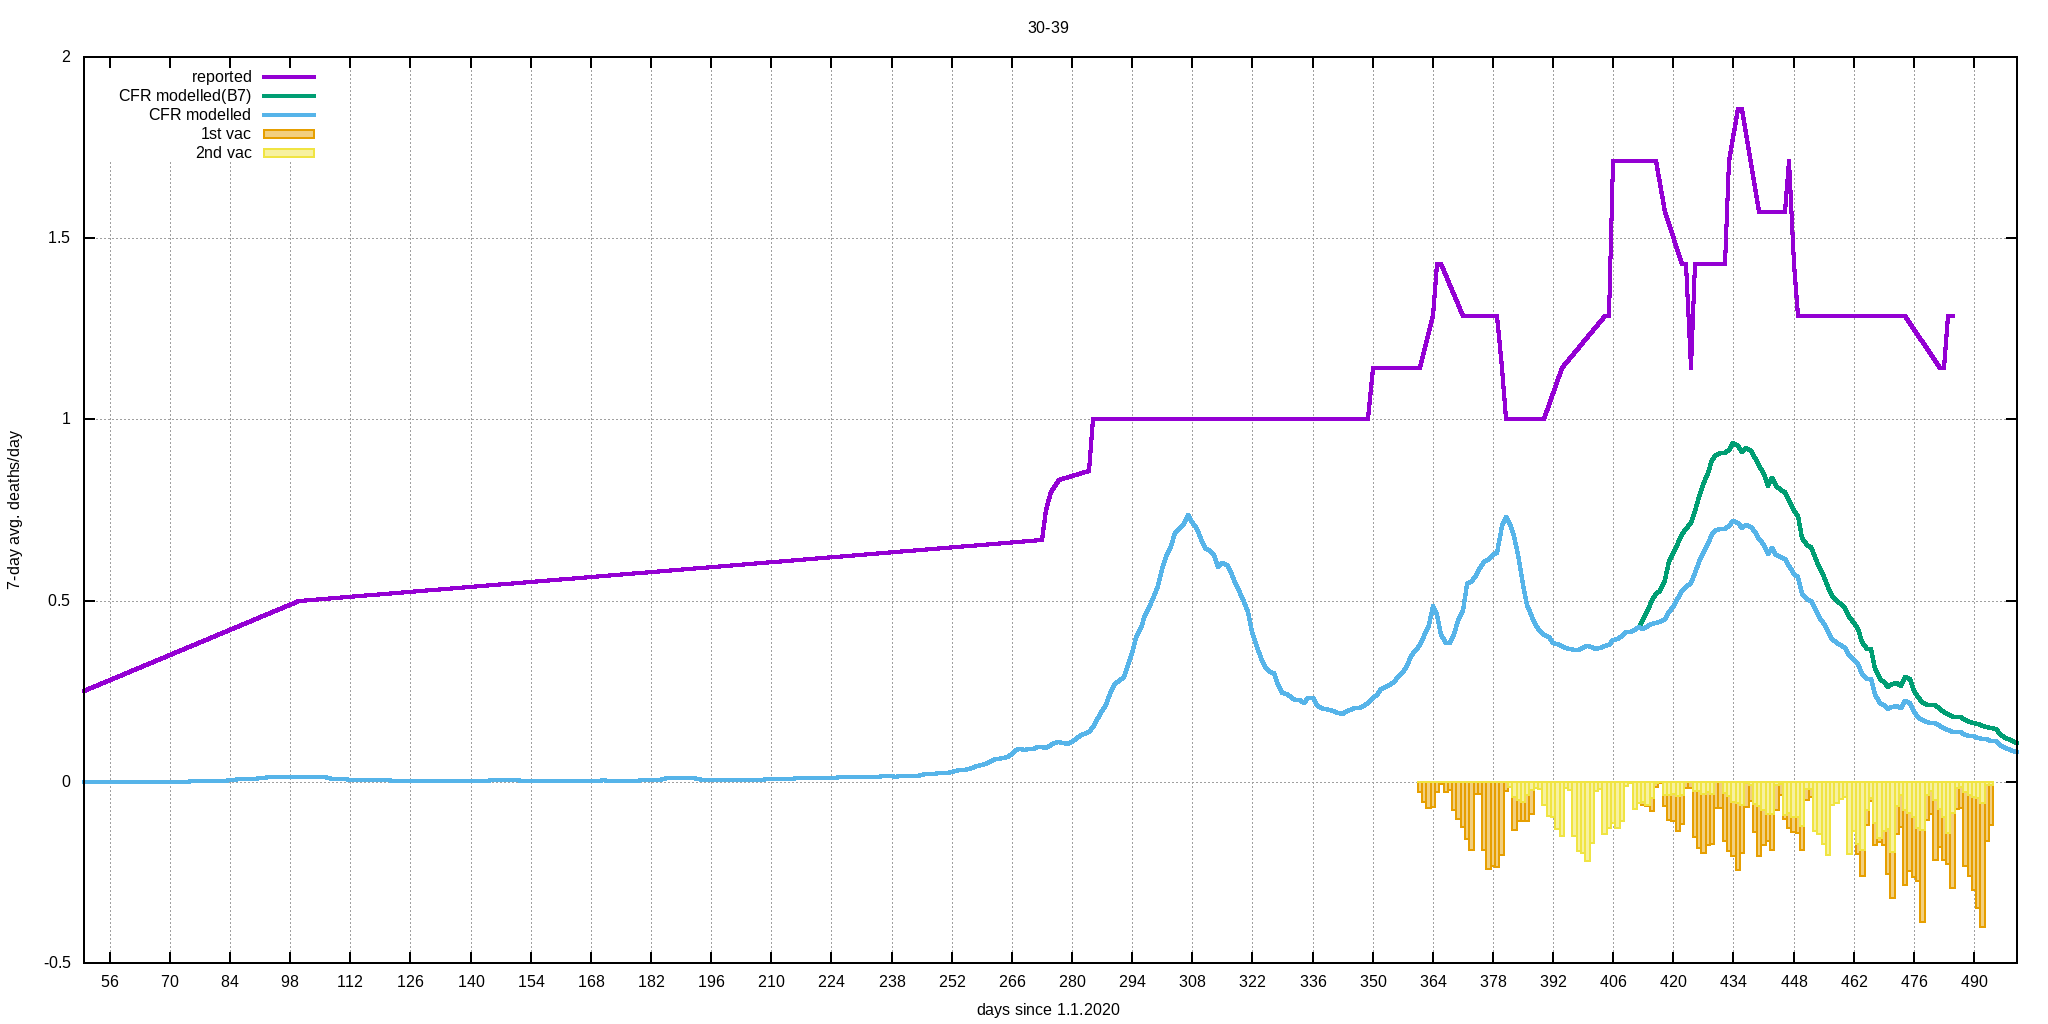 30-39
reported
CFR modelled(B7)
CFR modelled
1st vac
2nd vac
7-day avg. deaths/day
2
1.5
1
0.5
0
-0.5
56 70 84 98 112 126 140 154 168 182 196 210 224 238 252 266 280 294 308 322 336 350 364 378 392 406 420 434 448 462 476 490
days since 1.1.2020